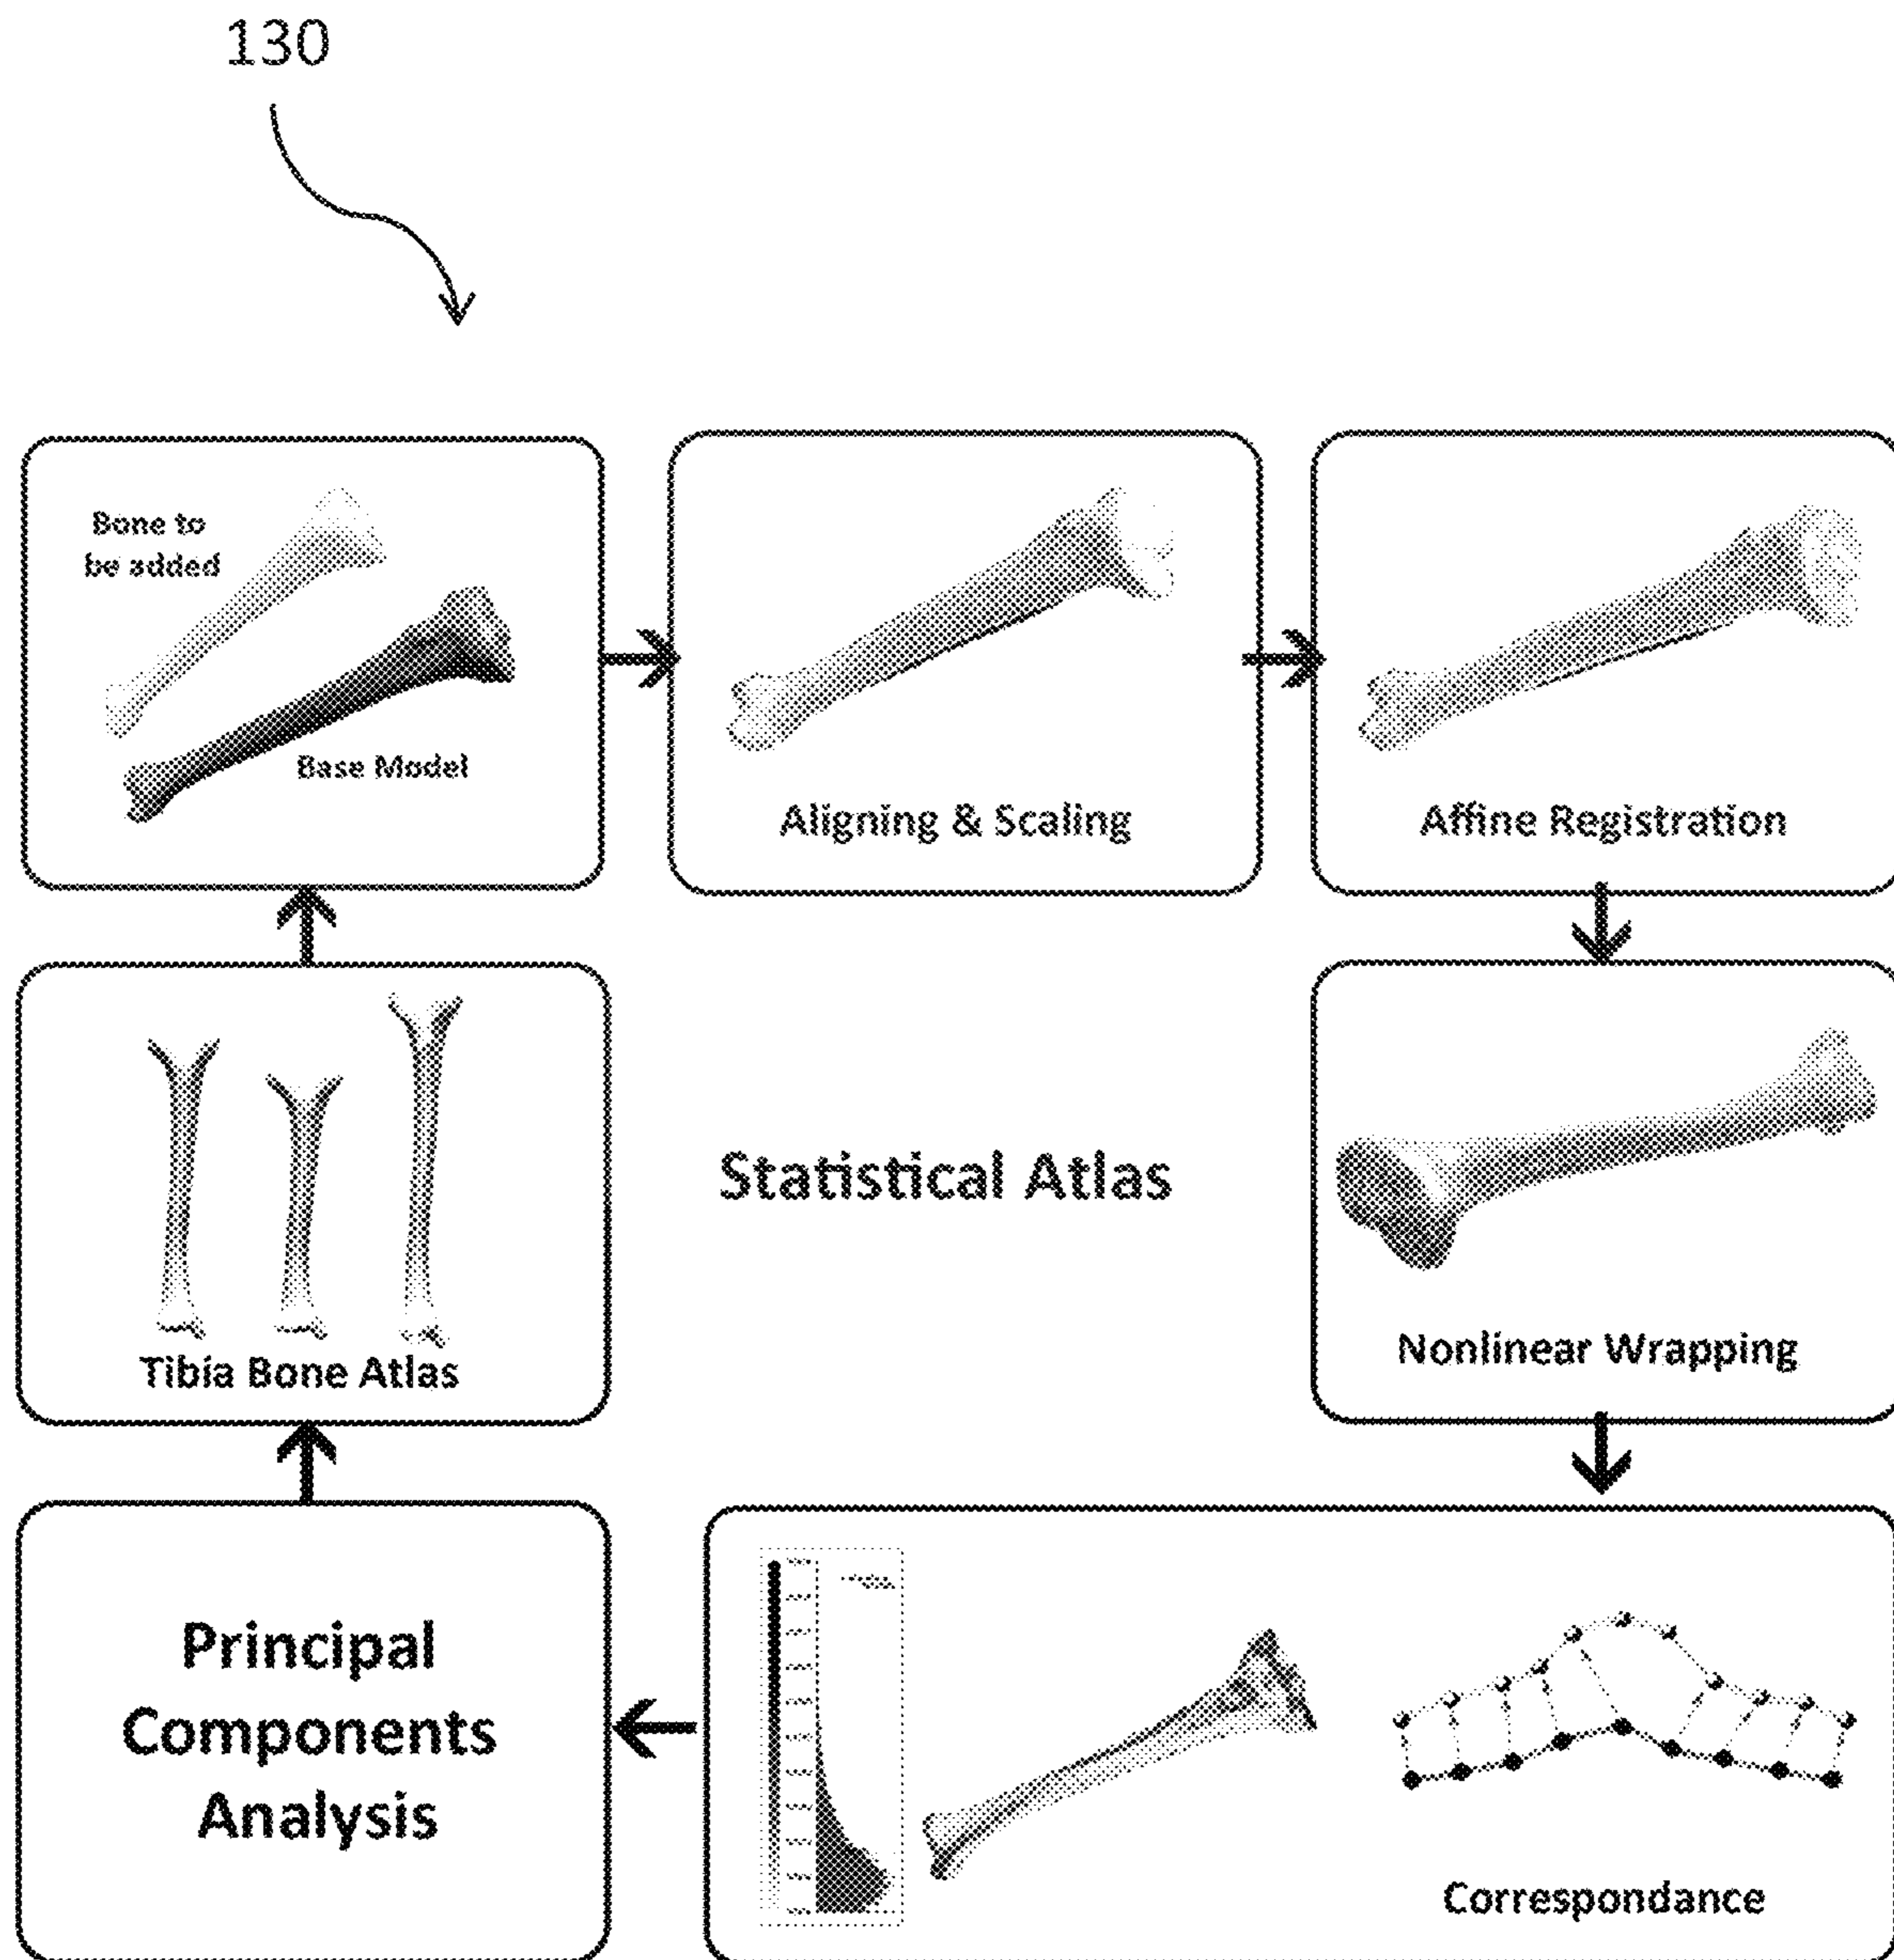 130
Bone to
be added
Base Model
Aligning & Scaling
Affine Registration
Tibia Bone Atlas
Statistical Atlas
Nonlinear Wrapping
Principal
Components
Analysis
Correspondance